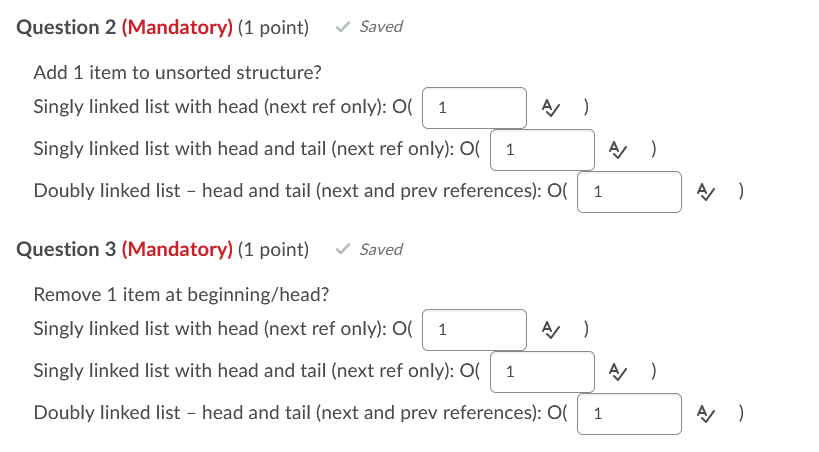 Question 2 (Mandatory) (1 point) Saved
Add 1 item to unsorted structure?
Singly linked list with head (next ref only): O( 1 )
Singly linked list with head and tail (next ref only): O( 1 )
Doubly linked list – head and tail (next and prev references): O( 1 )
Question 3 (Mandatory) (1 point) Saved
Remove 1 item at beginning/head?
Singly linked list with head (next ref only): O( 1 )
Singly linked list with head and tail (next ref only): O( 1 )
Doubly linked list – head and tail (next and prev references): O( 1 )